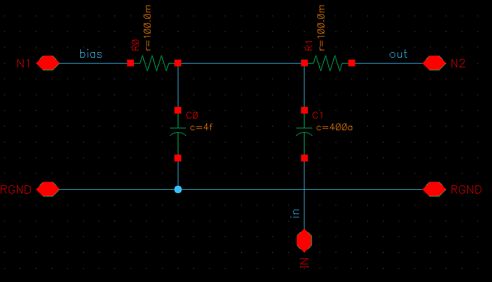 R0
r=100.0m
R1
r=100.0m
bias
out
N1
N2
C0
c=4f
C1
c=400a
RGND
RGND
in
IN